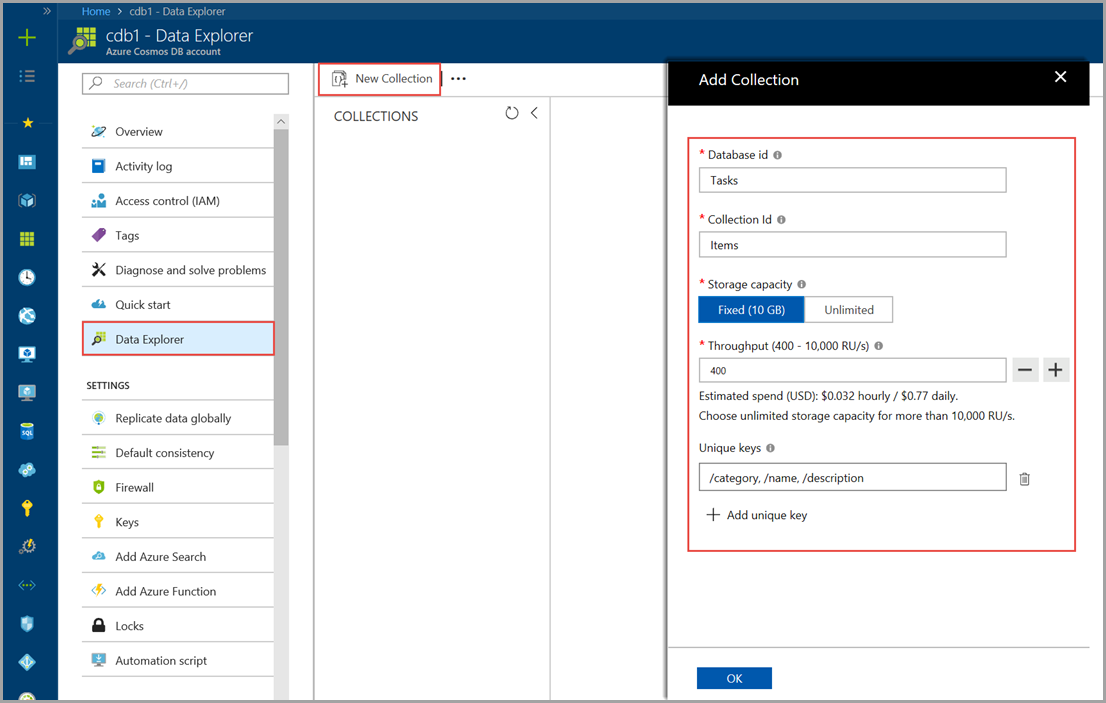 Home > cdb1 - Data Explorer
cdb1 - Data Explorer
Azure Cosmos DB account
Search (Ctrl+/)
Overview
Activity log
Access control (IAM)
Tags
Diagnose and solve problems
Quick start
Data Explorer
SETTINGS
Replicate data globally
Default consistency
Firewall
Keys
Add Azure Search
Add Azure Function
Locks
Automation script
SQL
New Collection
COLLECTIONS
Add Collection
* Database id
Tasks
* Collection Id
Items
* Storage capacity
Fixed (10 GB) Unlimited
* Throughput (400 - 10,000 RU/s)
400
Estimated spend (USD): $0.032 hourly / $0.77 daily.
Choose unlimited storage capacity for more than 10,000 RU/s.
Unique keys
/category, /name, /description
Add unique key
OK